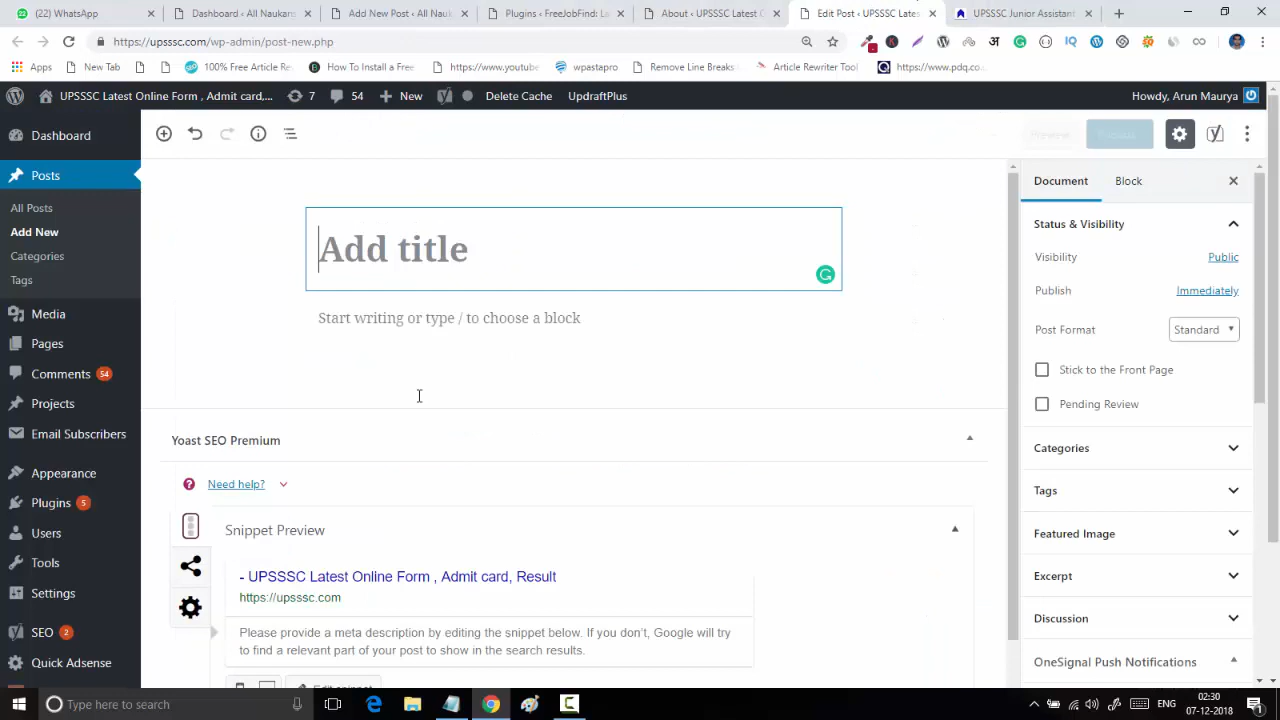 22 (22) WhatsApp
Dashboard ‹ All Naukar
Add New Post ‹ All Naul
Plugins ‹ FreeJobFind: La
About ‹ UPSSSC Latest O
Edit Post ‹ UPSSSC Lates
UPSSSC Junior Assistant
https://upsssc.com/wp-admin/post-new.php
Apps New Tab 100% Free Article Re How To Install a Free https://www.youtube wpastapro Remove Line Breaks Article Rewriter Tool https://www.pdq.co
UPSSSC Latest Online Form , Admit card,... 7 54 New Delete Cache UpdraftPlus Howdy, Arun Maurya
Dashboard
Posts
All Posts
Add New
Categories
Tags
Media
Pages
Comments 54
Projects
Email Subscribers
Appearance
Plugins 5
Users
Tools
Settings
SEO 2
Quick Adsense
Preview
Publish
Add title
Start writing or type / to choose a block
Yoast SEO Premium
Need help?
Snippet Preview
- UPSSSC Latest Online Form , Admit card, Result
https://upsssc.com
Please provide a meta description by editing the snippet below. If you don't, Google will try
to find a relevant part of your post to show in the search results.
Edit snippet
Document Block
Status & Visibility
Visibility Public
Publish Immediately
Post Format Standard
Stick to the Front Page
Pending Review
Categories
Tags
Featured Image
Excerpt
Discussion
OneSignal Push Notifications
Type here to search
ENG
02:30
07-12-2018
1